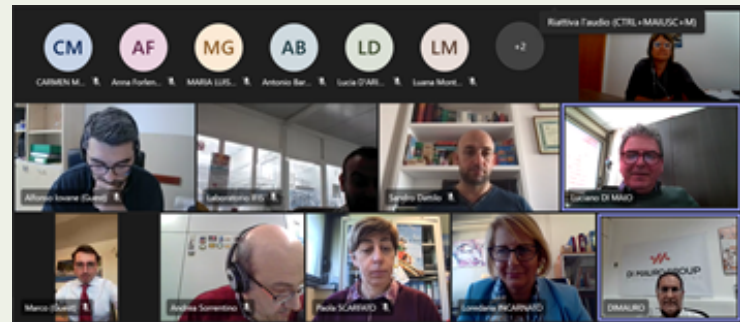 Riattiva l'audio (CTRL+MAIUSC+M)
CM
AF
MG
AB
LD
LM
+2
CARMEN M...
Anna Forlen...
MARIA LUIS...
Antonio Bar...
Lucia D'ARI...
Luana Mont...
Alfonso Iovane (Guest)
Laboratorio IRIS
Sandro Dattilo
Luciano DI MAIO
Marco (Guest)
Andrea Sorrentino
Paola SCARFATO
Loredana INCARNATO
DI MAURO GROUP
DIMAURO